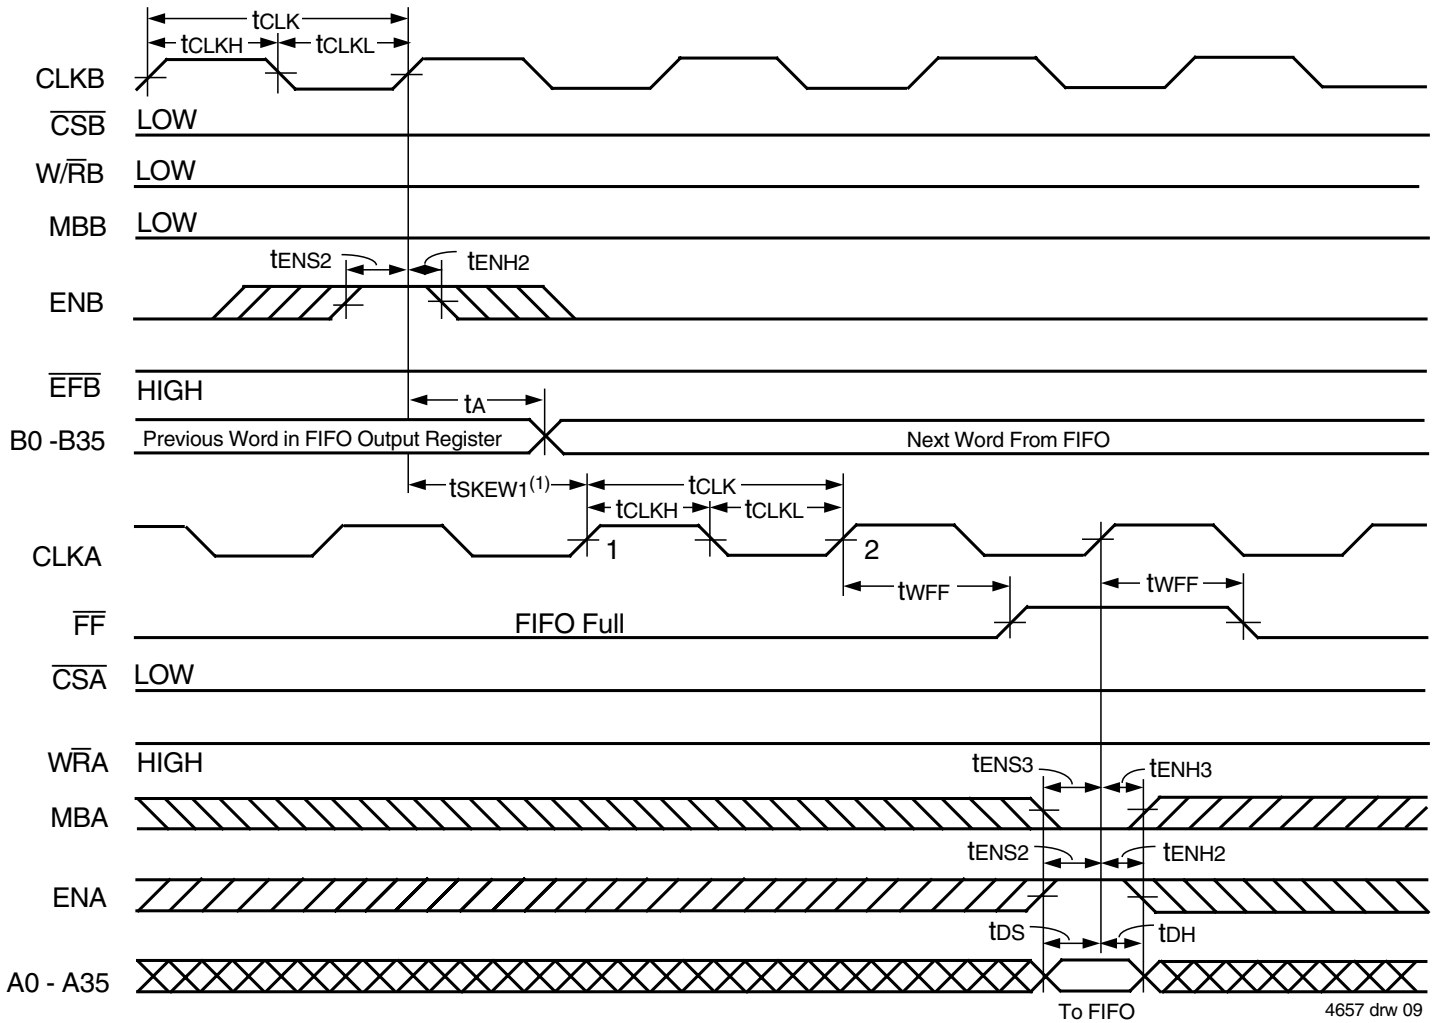 tCLK
tCLKH tCLKL
CLKB
CSB LOW
W/RB LOW
MBB LOW
tENS2 tENH2
ENB
EFB HIGH
tA
B0 -B35 Previous Word in FIFO Output Register Next Word From FIFO
tSKEW1(1) tCLK
tCLKH tCLKL
CLKA 1 2
tWFF tWFF
FF FIFO Full
CSA LOW
WRA HIGH
tENS3 tENH3
MBA
tENS2 tENH2
ENA
tDS tDH
A0 - A35
To FIFO 4657 drw 09